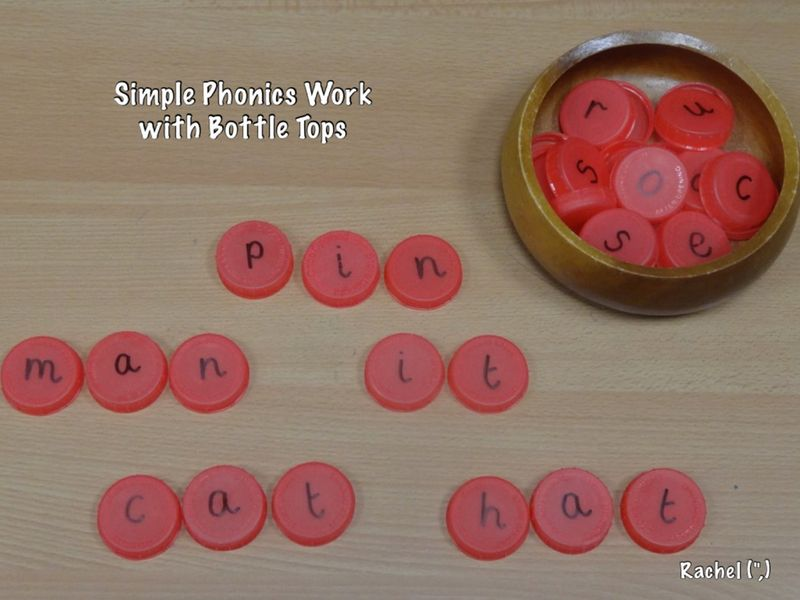 Simple Phonics Work
with Bottle Tops
r u
s o c
s e
p i n
m a n
i t
c a t
h a t
Rachel (",)